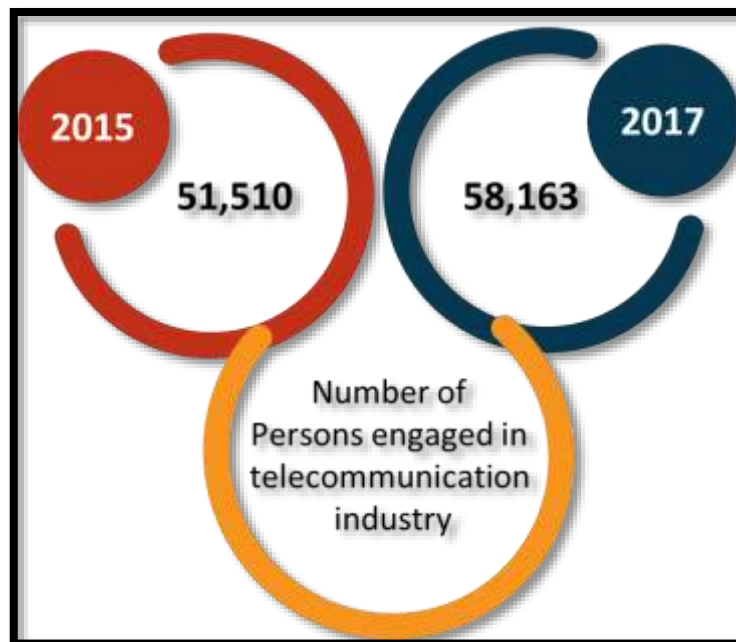 2015
51,510
2017
58,163
Number of
Persons engaged in
telecommunication
industry